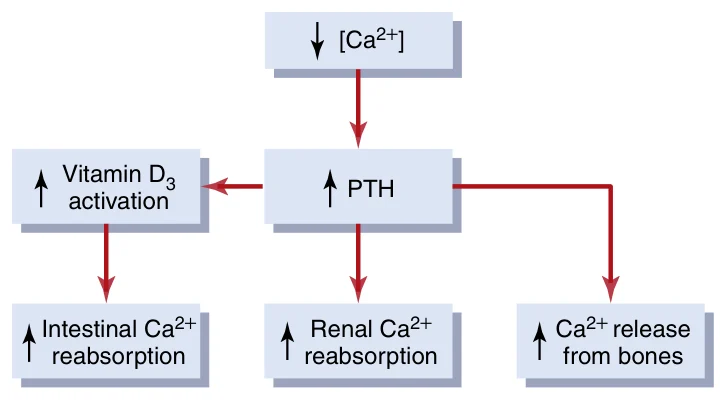 ↓ [Ca²⁺]
↑ Vitamin D₃
activation
↑ PTH
↑ Intestinal Ca²⁺
reabsorption
↑ Renal Ca²⁺
reabsorption
↑ Ca²⁺ release
from bones